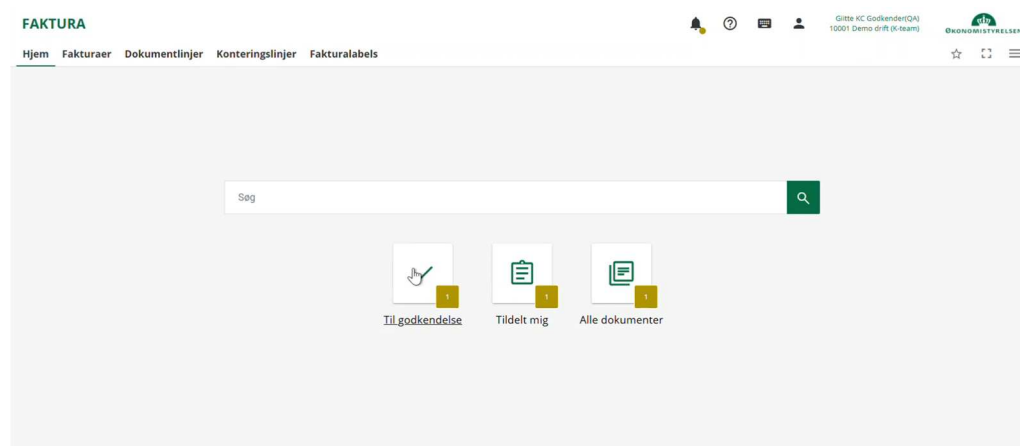 FAKTURA
Gitte KC Godkender(QA)
10001 Demo drift (K-team)
ØKONOMISTYRELSEN
Hjem Fakturaer Dokumentlinjer Konteringslinjer Fakturalabels
Søg
1 1 1
Til godkendelse Tildelt mig Alle dokumenter